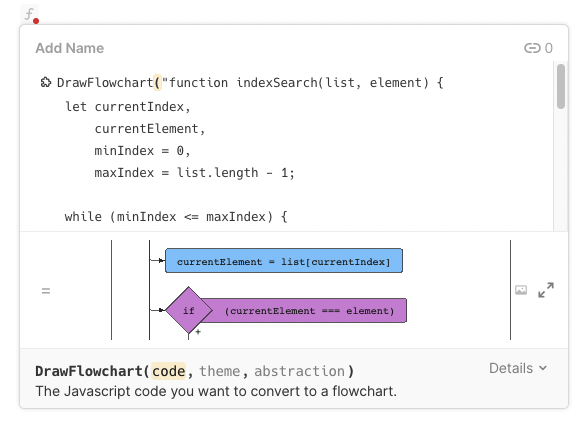 f
Add Name 0
DrawFlowchart("function indexSearch(list, element) {
let currentIndex,
currentElement,
minIndex = 0,
maxIndex = list.length - 1;
while (minIndex <= maxIndex) {
currentElement = list[currentIndex]
=
if (currentElement === element)
+
DrawFlowchart(code, theme, abstraction) Details
The Javascript code you want to convert to a flowchart.